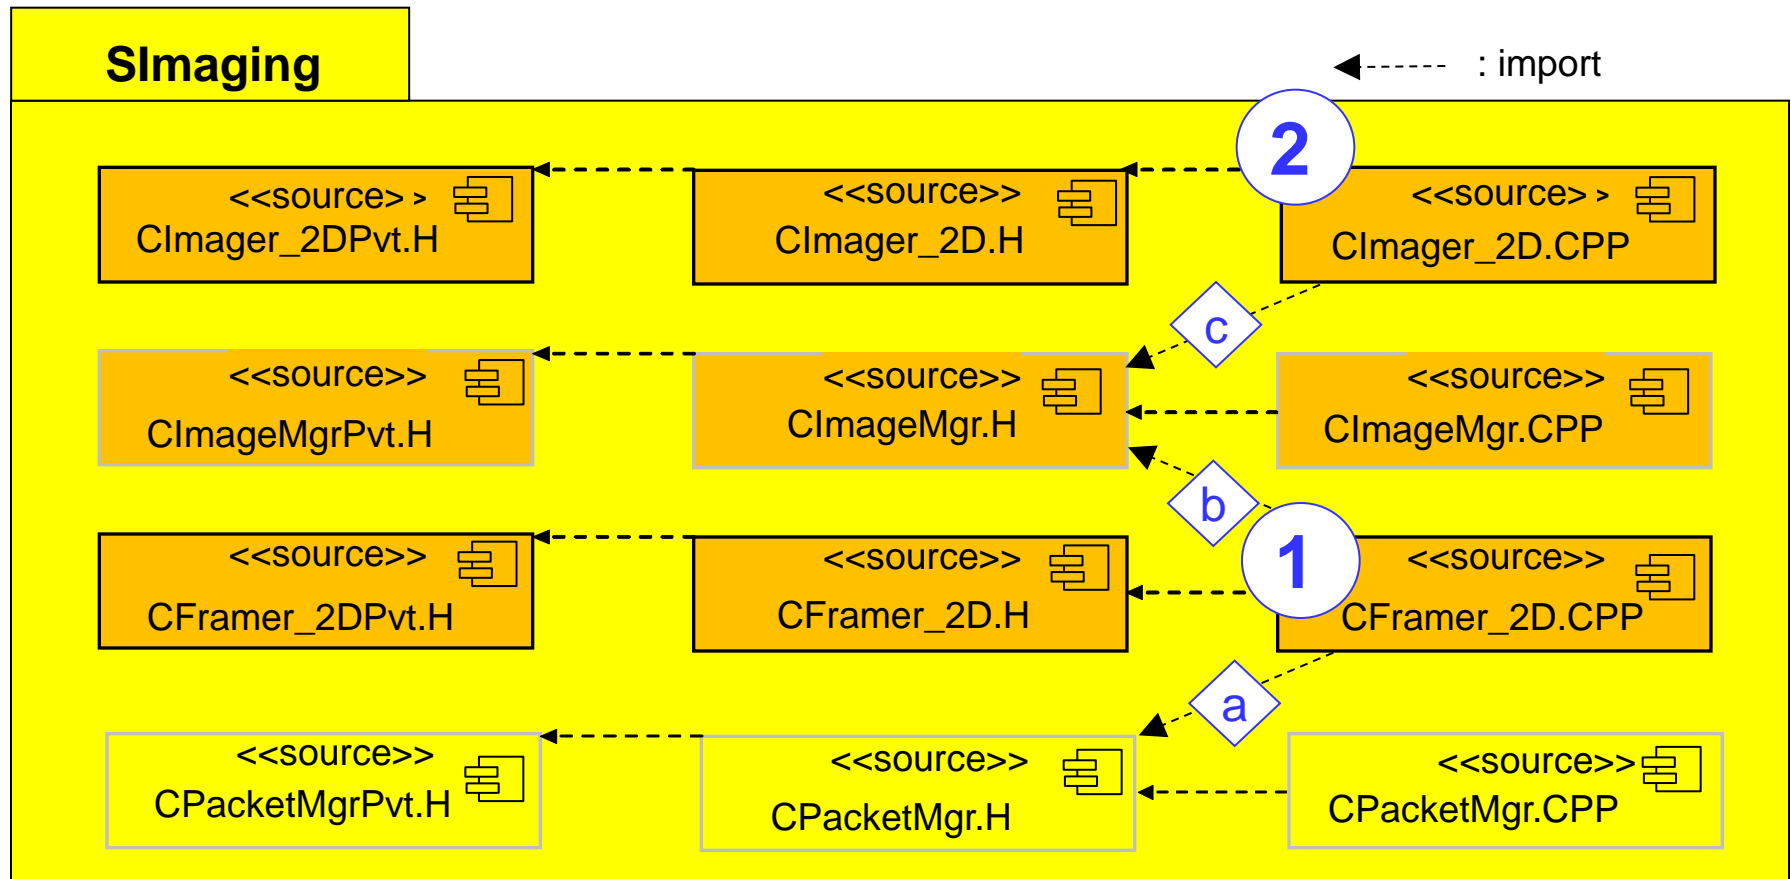 SImaging
: import
2
<<source> >
CImager_2DPvt.H
<<source>>
CImager_2D.H
<<source> >
CImager_2D.CPP
c
<<source>>
CImageMgrPvt.H
<<source>>
CImageMgr.H
<<source>>
CImageMgr.CPP
b
1
<<source>>
CFramer_2DPvt.H
<<source>>
CFramer_2D.H
<<source>>
CFramer_2D.CPP
a
<<source>>
CPacketMgrPvt.H
<<source>>
CPacketMgr.H
<<source>>
CPacketMgr.CPP